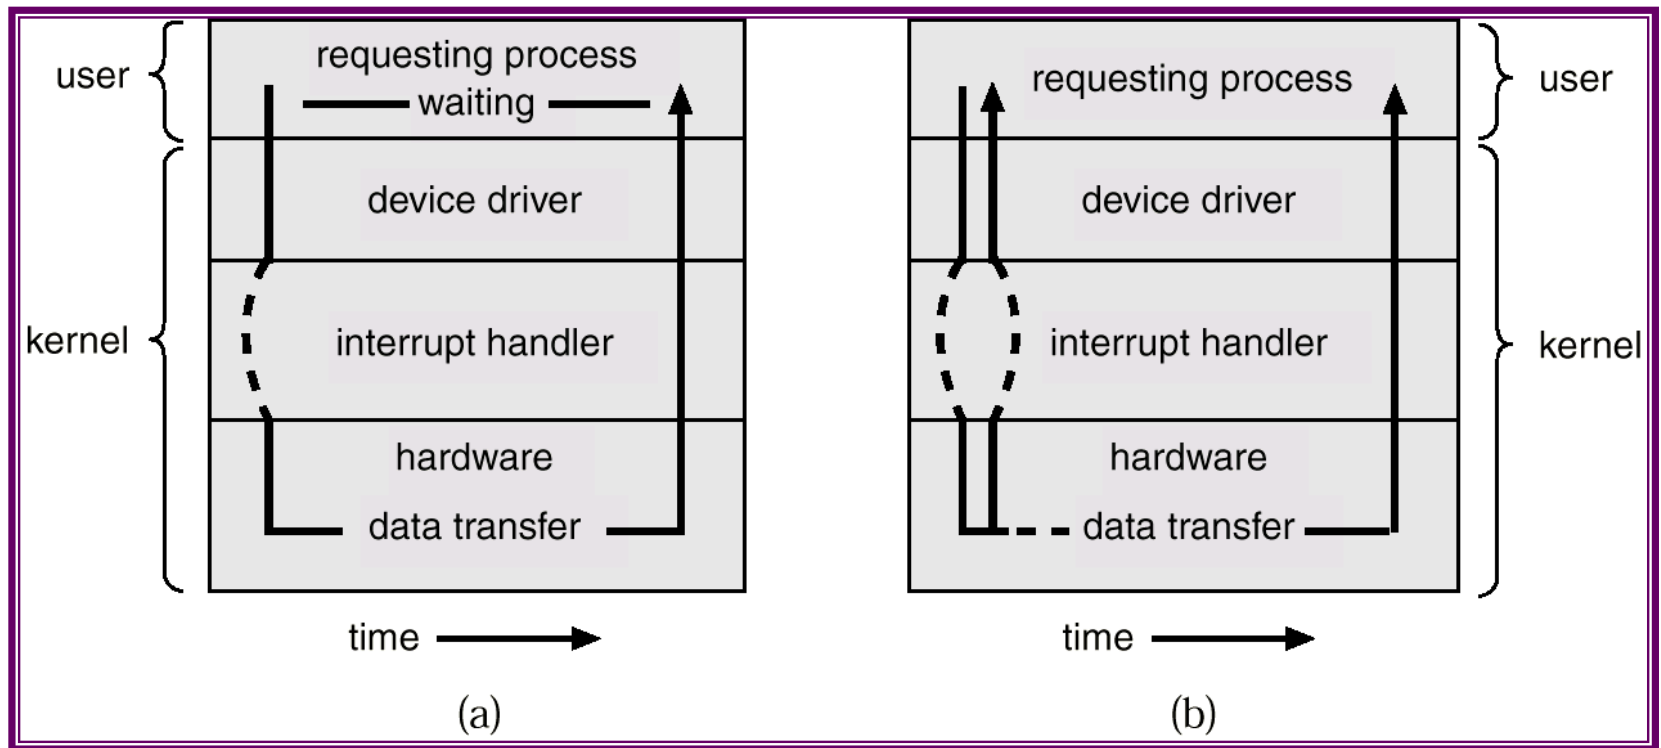 user
requesting process
waiting
kernel
device driver
interrupt handler
hardware
data transfer
time
(a)
requesting process
user
device driver
interrupt handler
kernel
hardware
data transfer
time
(b)